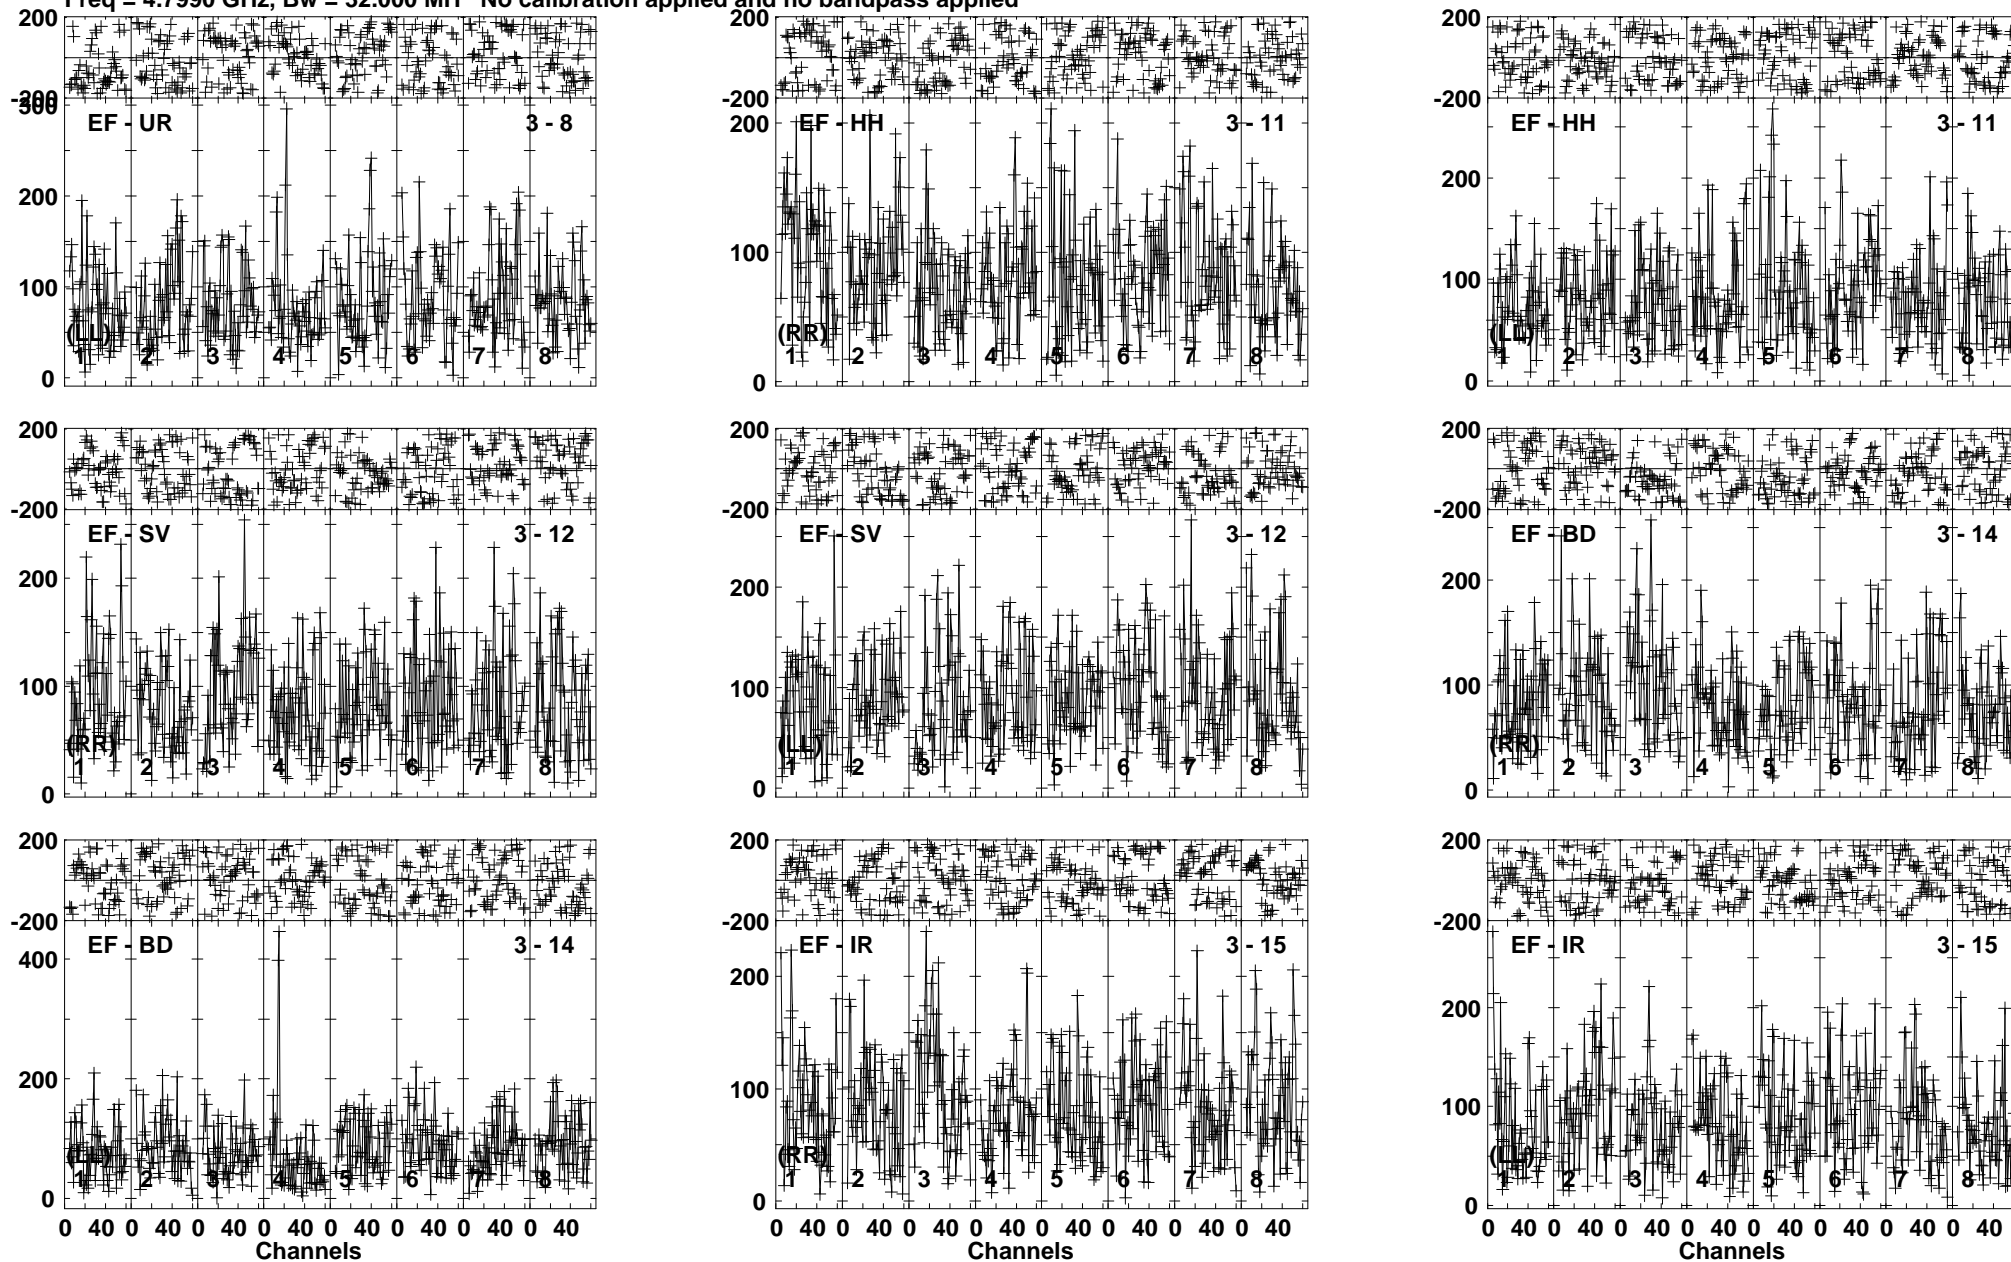 Freq = 4.7990 GHz, Bw = 32.000 MH No calibration applied and no bandpass applied
200 200 200
-200 -200 -200
300
EF - UR 3 - 8 EF - HH 3 - 11 EF - HH 3 - 11
200 200 200
100 100 100
(LL) (RR) (LL)
1 2 3 4 5 6 7 8 1 2 3 4 5 6 7 8 1 2 3 4 5 6 7 8
0 0 0
200 200 200
-200 -200 -200
EF - SV 3 - 12 EF - SV 3 - 12 EF - BD 3 - 14
200 200 200
100 100 100
(RR) (LL) (RR)
1 2 3 4 5 6 7 8 1 2 3 4 5 6 7 8 1 2 3 4 5 6 7 8
0 0 0
200 200 200
-200 -200 -200
EF - BD 3 - 14 EF - IR 3 - 15 EF - IR 3 - 15
400 200 200
200 100 100
(LL) (RR) (LL)
1 2 3 4 5 6 7 8 1 2 3 4 5 6 7 8 1 2 3 4 5 6 7 8
0 0 0
0 40 0 40 0 40 0 40 0 40 0 40 0 40 0 40 0 40 0 40 0 40 0 40 0 40 0 40 0 40 0 40 0 40 0 40 0 40 0 40 0 40 0 40 0 40 0 40
Channels Channels Channels